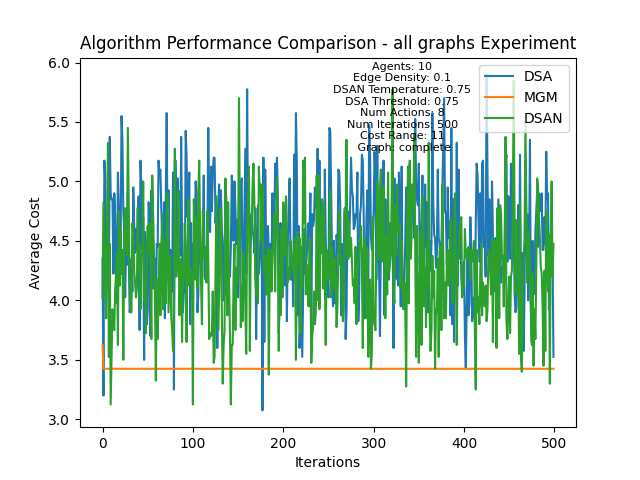 Algorithm Performance Comparison - all graphs Experiment
Agents: 10
Edge Density: 0.1
DSAN Temperature: 0.75
DSA Threshold: 0.75
Num Actions: 8
Num Iterations: 500
Cost Range: 11
Graph: complete
DSA
MGM
DSAN
Average Cost
6.0
5.5
5.0
4.5
4.0
3.5
3.0
0 100 200 300 400 500
Iterations